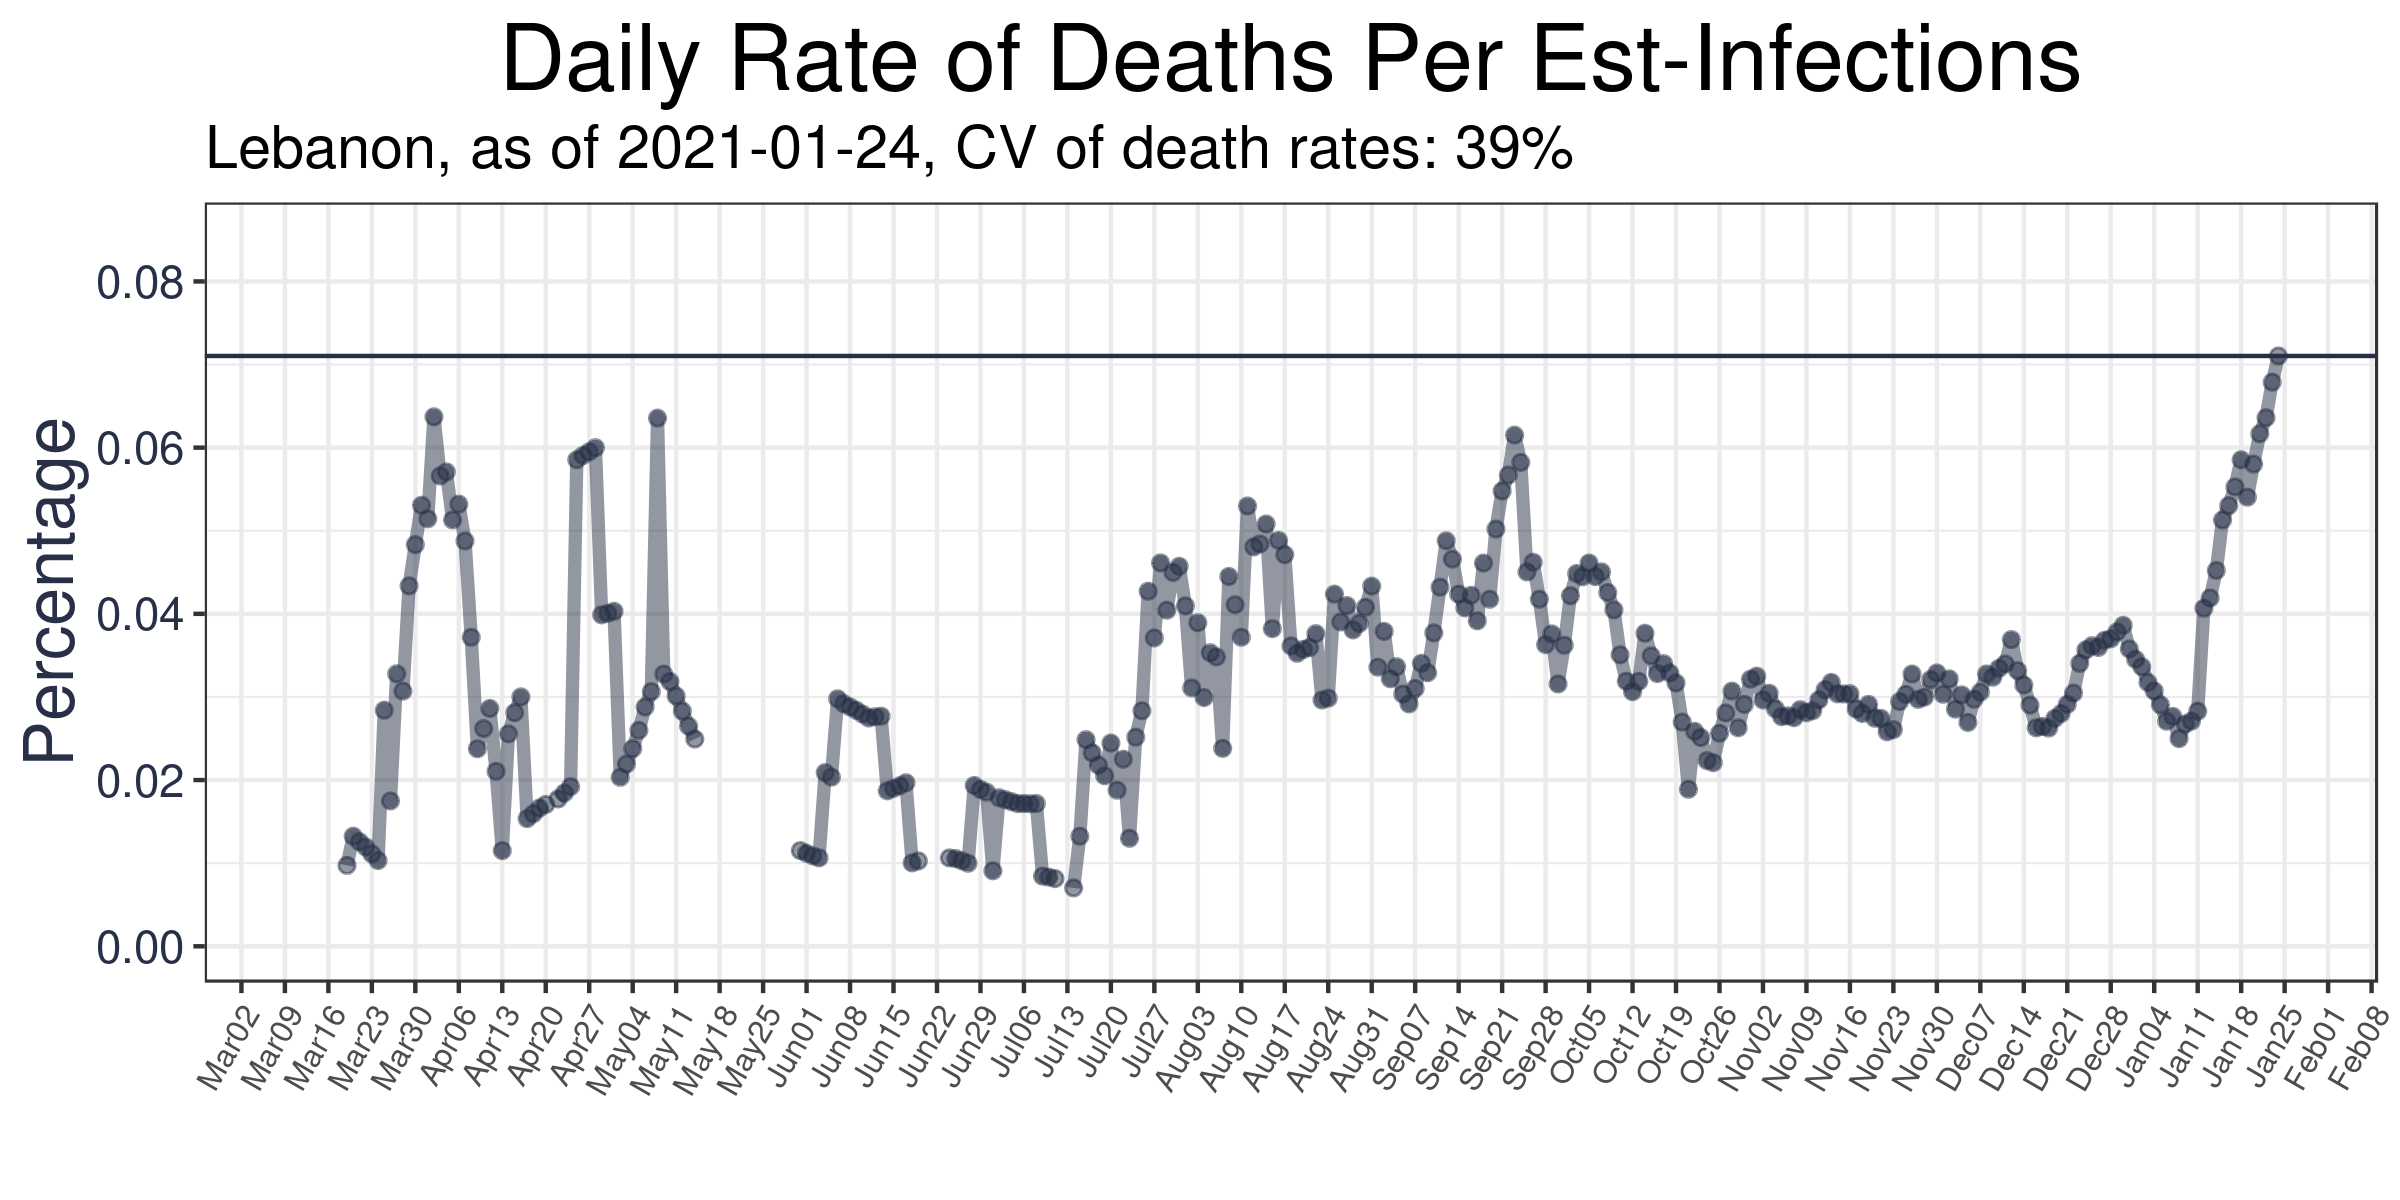 Daily Rate of Deaths Per Est-Infections
Lebanon, as of 2021-01-24, CV of death rates: 39%
Percentage
0.08
0.06
0.04
0.02
0.00
Mar02
Mar09
Mar16
Mar23
Mar30
Apr06
Apr13
Apr20
Apr27
May04
May11
May18
May25
Jun01
Jun08
Jun15
Jun22
Jun29
Jul06
Jul13
Jul20
Jul27
Aug03
Aug10
Aug17
Aug24
Aug31
Sep07
Sep14
Sep21
Sep28
Oct05
Oct12
Oct19
Oct26
Nov02
Nov09
Nov16
Nov23
Nov30
Dec07
Dec14
Dec21
Dec28
Jan04
Jan11
Jan18
Jan25
Feb01
Feb08